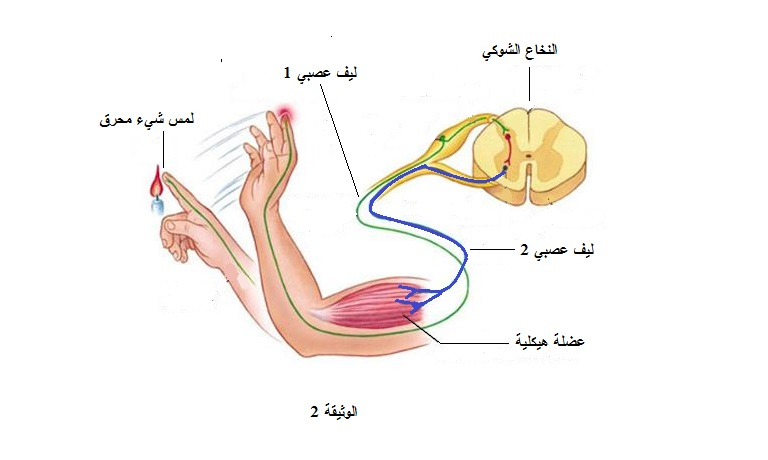 النخاع الشوكي
ليف عصبي 1
لمس شيء محرق
ليف عصبي 2
عضلة هيكلية
الوثيقة 2